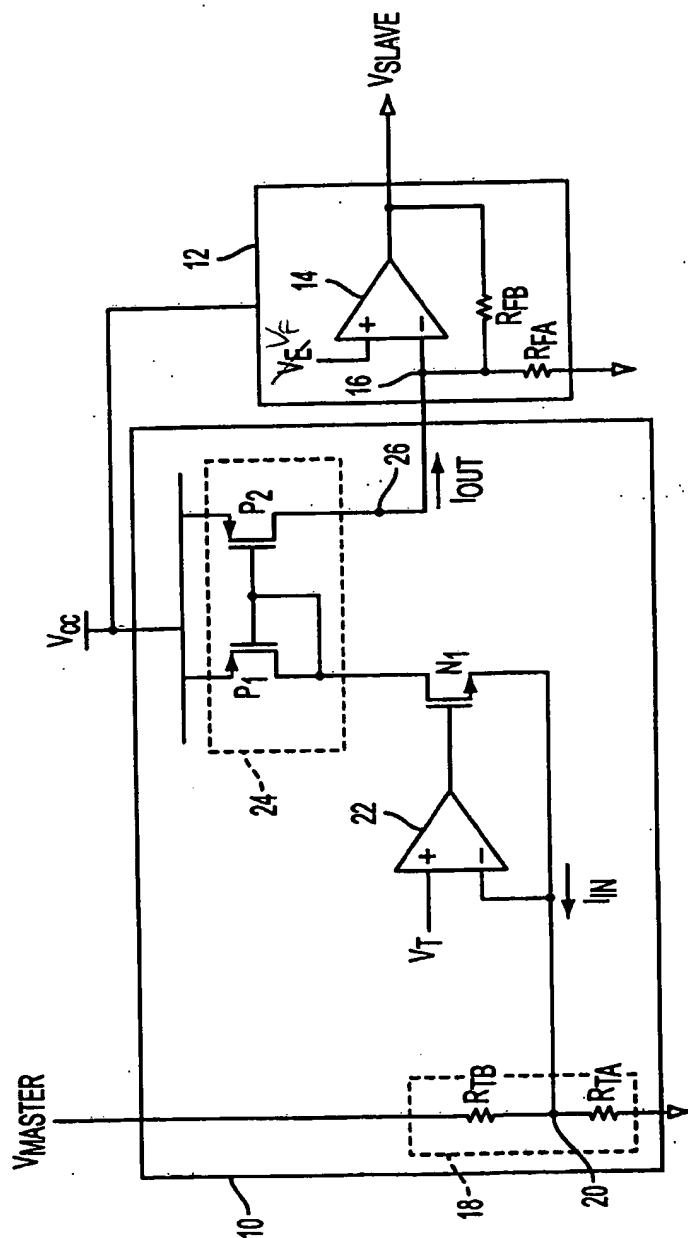 VMASTER
VCC
VSLAVE
10
12
24
P1
P2
VE
VF
14
+
−
16
26
IOUT
RFB
RFA
22
VT
+
−
N1
IIN
18
RTB
RTA
20